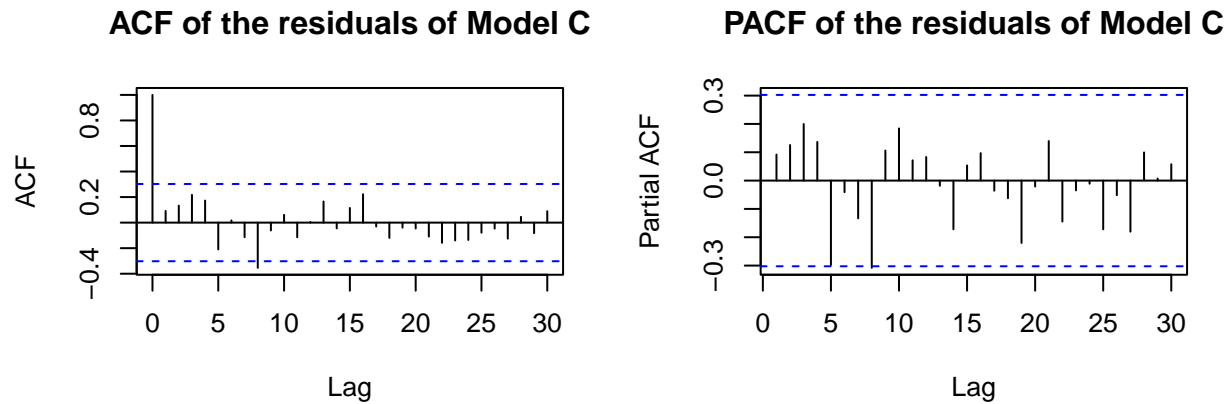 ACF of the residuals of Model C
ACF
0.8
0.2
−0.4
0 5 10 15 20 25 30
Lag
PACF of the residuals of Model C
Partial ACF
0.3
0.0
−0.3
0 5 10 15 20 25 30
Lag